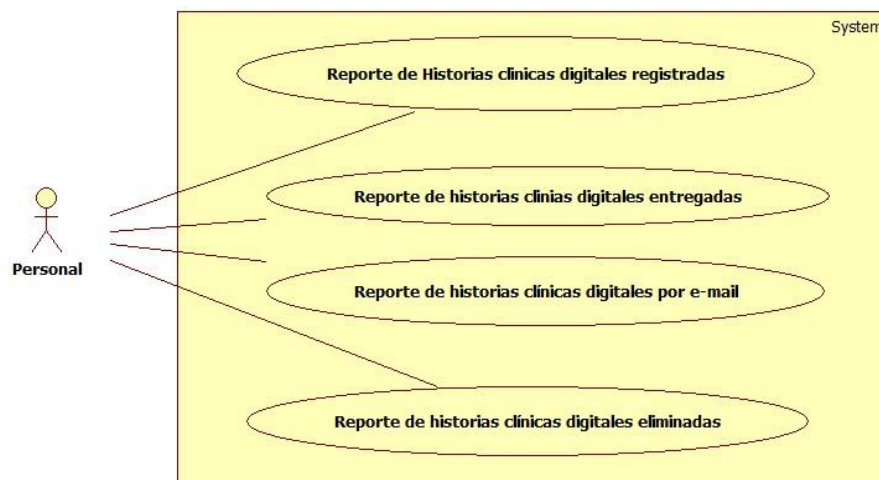 System
Reporte de Historias clinicas digitales registradas
Reporte de historias clinias digitales entregadas
Personal
Reporte de historias clínicas digitales por e-mail
Reporte de historias clínicas digitales eliminadas